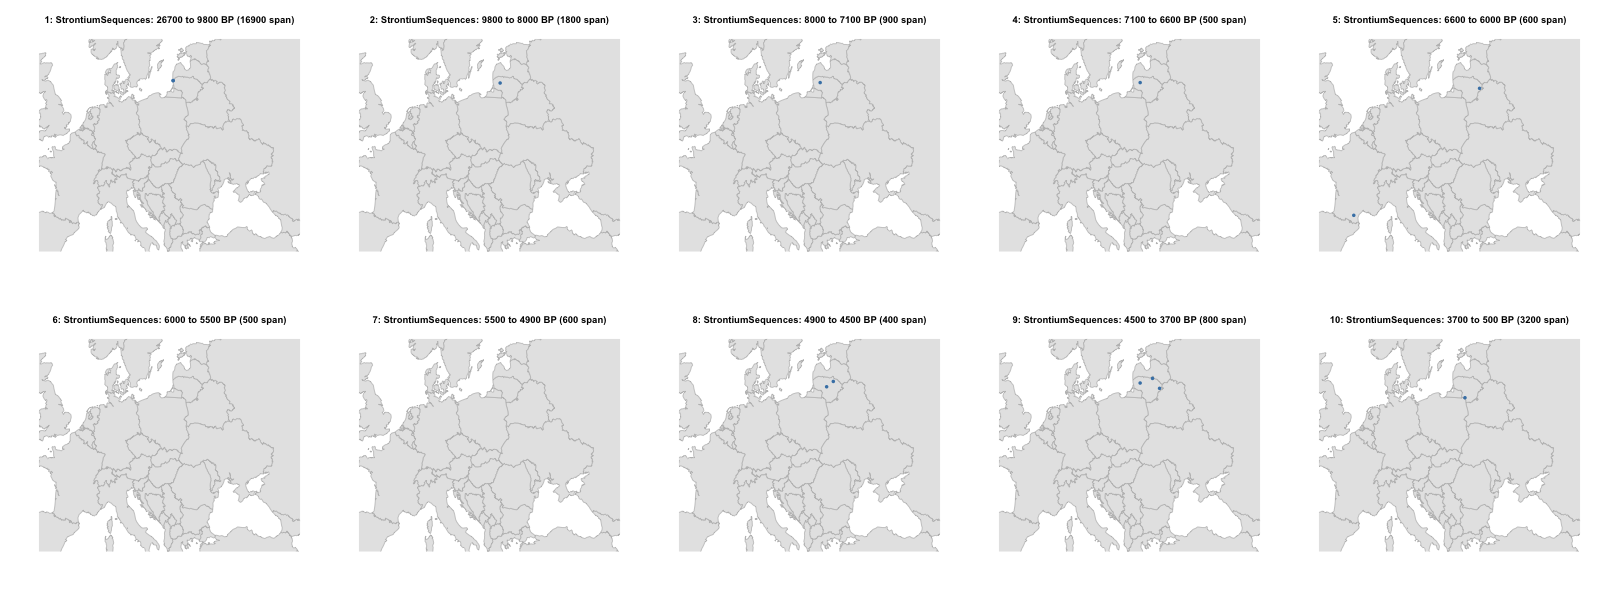 1: StrontiumSequences: 26700 to 9800 BP (16900 span)
2: StrontiumSequences: 9800 to 8000 BP (1800 span)
3: StrontiumSequences: 8000 to 7100 BP (900 span)
4: StrontiumSequences: 7100 to 6600 BP (500 span)
5: StrontiumSequences: 6600 to 6000 BP (600 span)
6: StrontiumSequences: 6000 to 5500 BP (500 span)
7: StrontiumSequences: 5500 to 4900 BP (600 span)
8: StrontiumSequences: 4900 to 4500 BP (400 span)
9: StrontiumSequences: 4500 to 3700 BP (800 span)
10: StrontiumSequences: 3700 to 500 BP (3200 span)